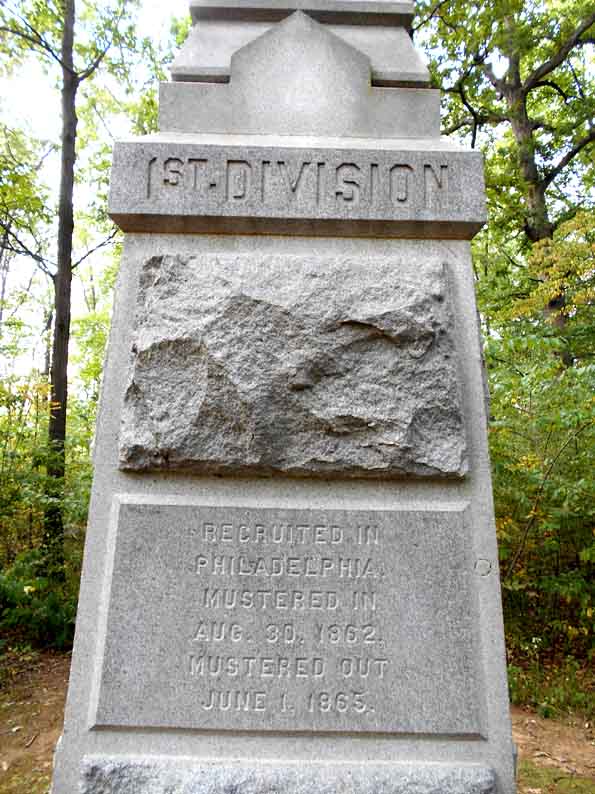 1ST. DIVISION
RECRUITED IN
PHILADELPHIA.
MUSTERED IN
AUG. 30. 1862.
MUSTERED OUT
JUNE 1. 1865.